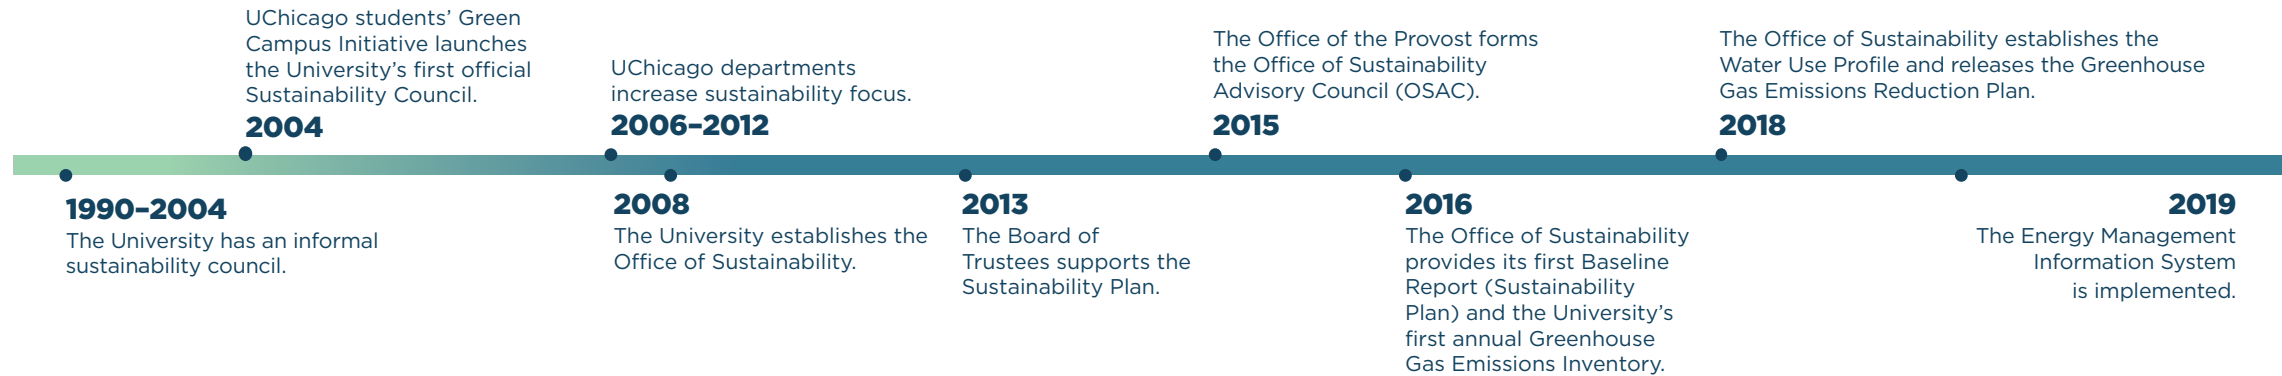 UChicago students’ Green
Campus Initiative launches
the University’s first official
Sustainability Council.
2004
UChicago departments
increase sustainability focus.
2006–2012
The Office of the Provost forms
the Office of Sustainability
Advisory Council (OSAC).
2015
The Office of Sustainability establishes the
Water Use Profile and releases the Greenhouse
Gas Emissions Reduction Plan.
2018
1990–2004
The University has an informal
sustainability council.
2008
The University establishes the
Office of Sustainability.
2013
The Board of
Trustees supports the
Sustainability Plan.
2016
The Office of Sustainability
provides its first Baseline
Report (Sustainability
Plan) and the University’s
first annual Greenhouse
Gas Emissions Inventory.
2019
The Energy Management
Information System
is implemented.